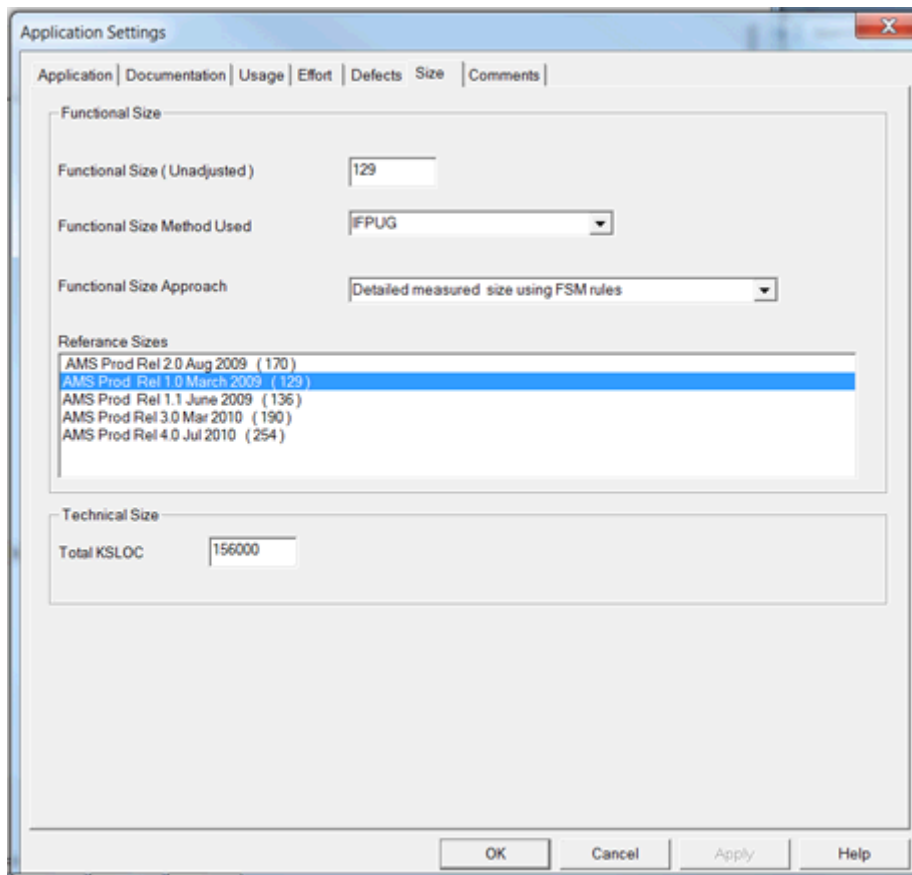 Application Settings
Application Documentation Usage Effort Defects Size Comments
Functional Size
Functional Size ( Unadjusted ) 129
Functional Size Method Used IFPUG
Functional Size Approach Detailed measured size using FSM rules
Referance Sizes
AMS Prod Rel 2.0 Aug 2009 ( 170 )
AMS Prod Rel 1.0 March 2009 ( 129 )
AMS Prod Rel 1.1 June 2009 ( 136 )
AMS Prod Rel 3.0 Mar 2010 ( 190 )
AMS Prod Rel 4.0 Jul 2010 ( 254 )
Technical Size
Total KSLOC 156000
OK Cancel Apply Help